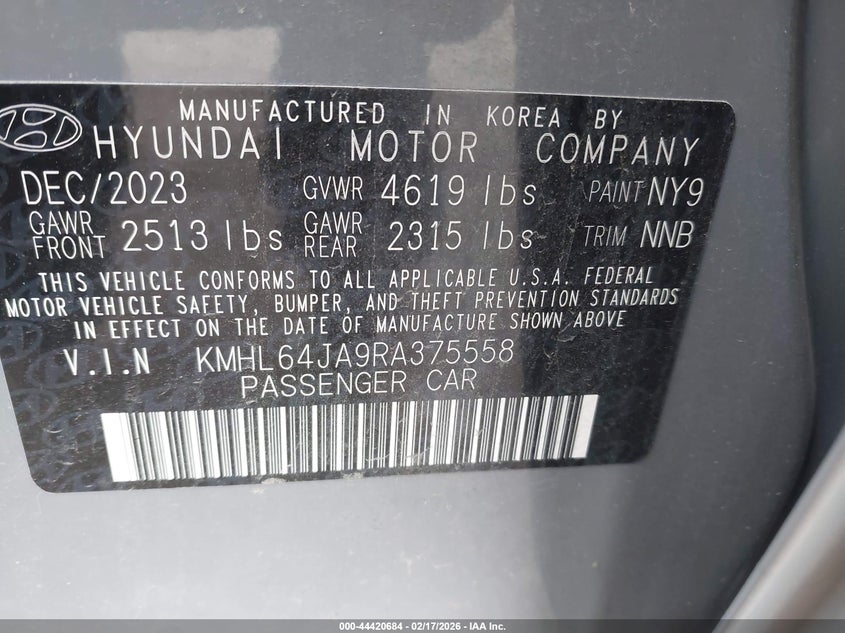 MANUFACTURED IN KOREA BY
HYUNDAI MOTOR COMPANY
DEC/2023 GVWR 4619 lbs PAINT NY9
GAWR FRONT 2513 lbs GAWR REAR 2315 lbs TRIM NNB
THIS VEHICLE CONFORMS TO ALL APPLICABLE U.S.A. FEDERAL
MOTOR VEHICLE SAFETY, BUMPER, AND THEFT PREVENTION STANDARDS
IN EFFECT ON THE DATE OF MANUFACTURE SHOWN ABOVE
V.I.N KMHL64JA9RA375558
PASSENGER CAR
000-44420684 - 02/17/2026 - IAA Inc.